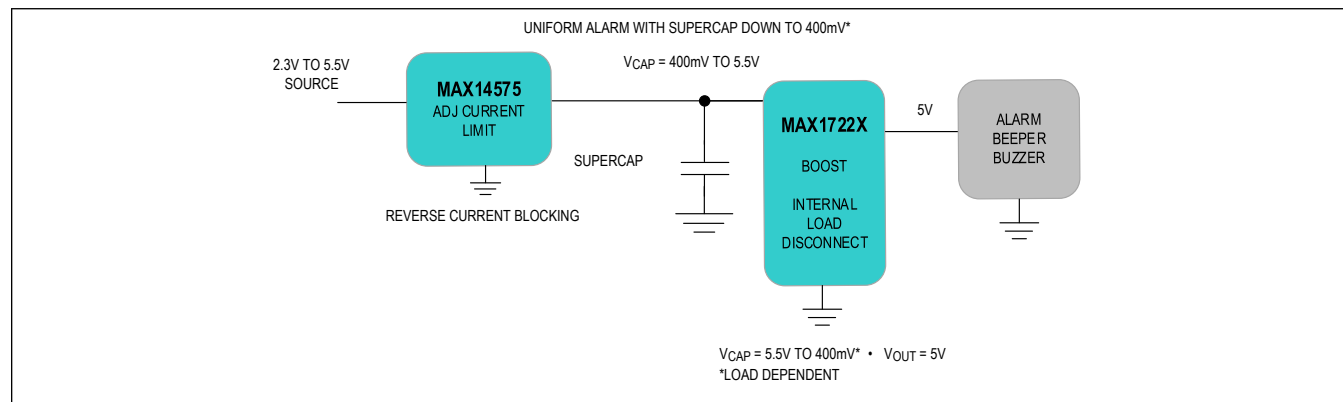 UNIFORM ALARM WITH SUPERCAP DOWN TO 400mV*
2.3V TO 5.5V
SOURCE
MAX14575
ADJ CURRENT
LIMIT
REVERSE CURRENT BLOCKING
VCAP = 400mV TO 5.5V
SUPERCAP
MAX1722X
BOOST
INTERNAL
LOAD
DISCONNECT
5V
ALARM
BEEPER
BUZZER
VCAP = 5.5V TO 400mV* • VOUT = 5V
*LOAD DEPENDENT